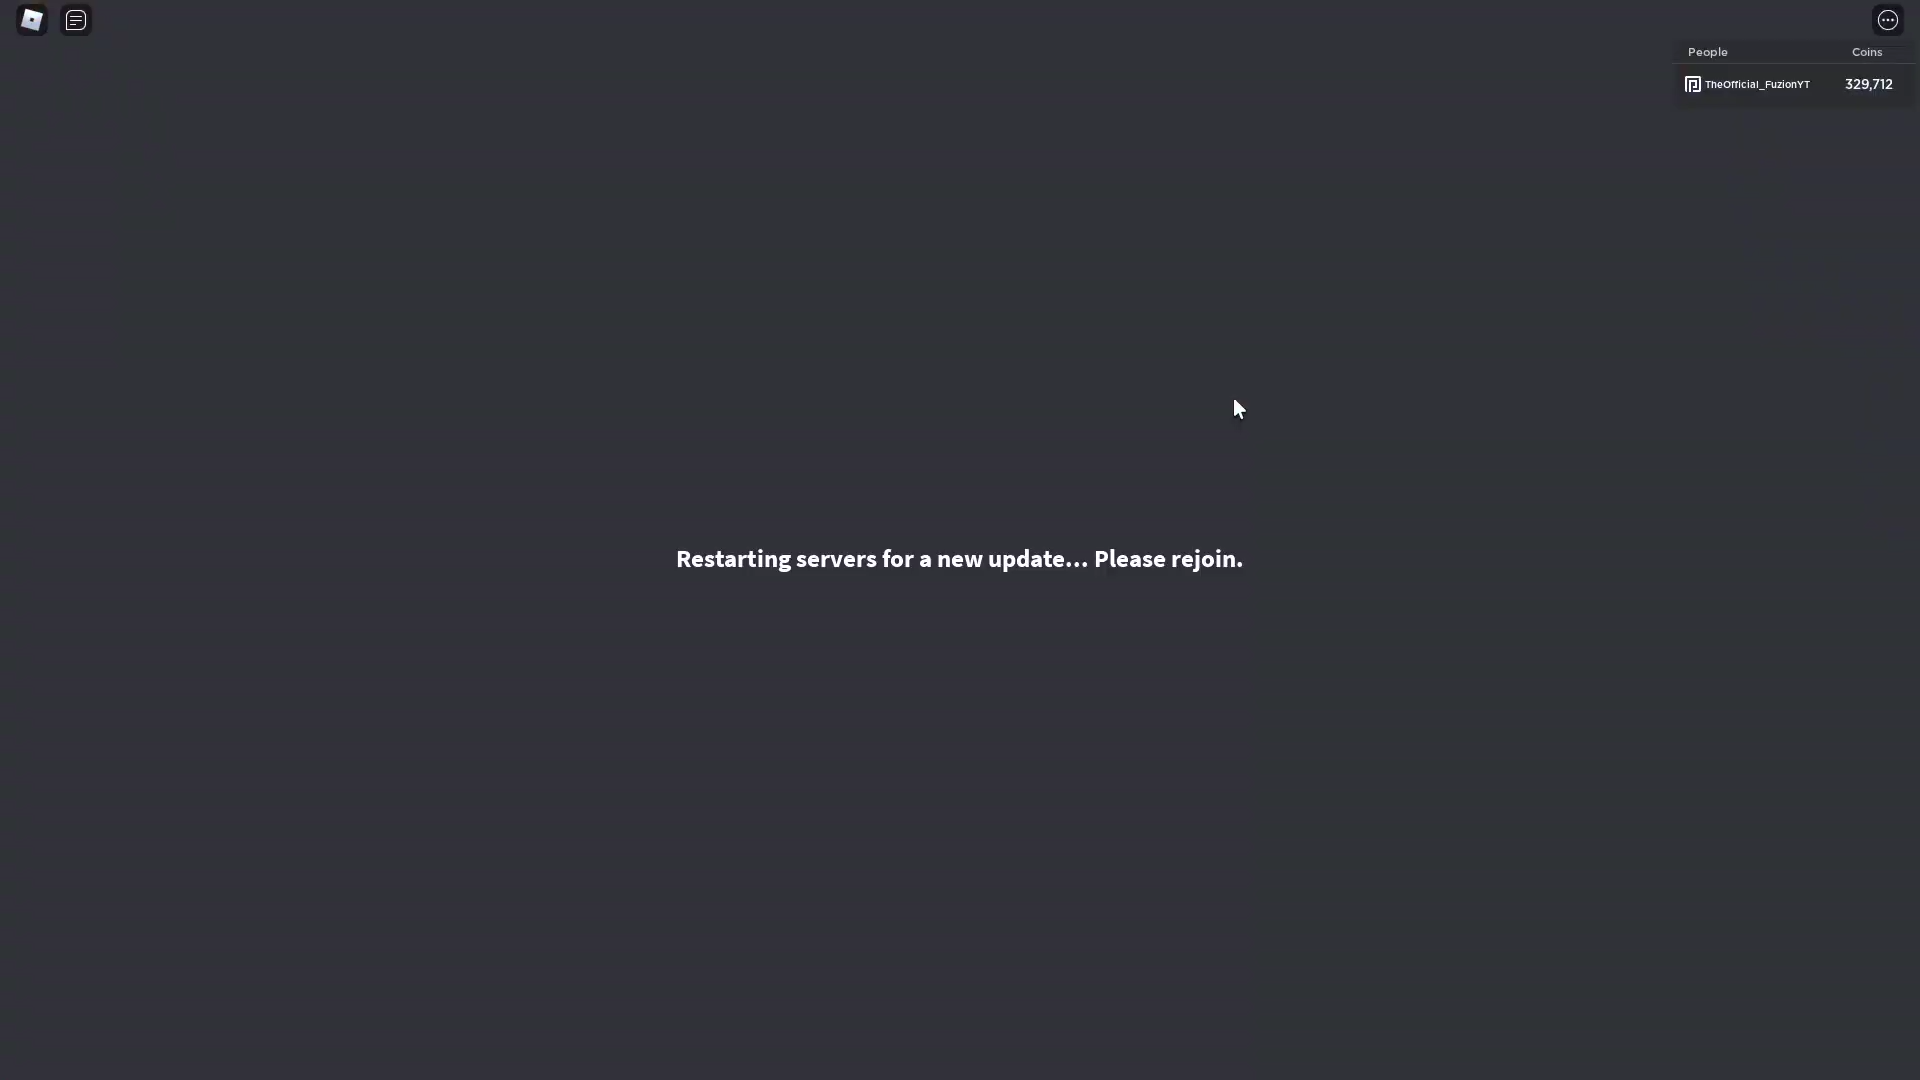 People Coins
TheOfficial_FuzionYT 329,712
Restarting servers for a new update... Please rejoin.